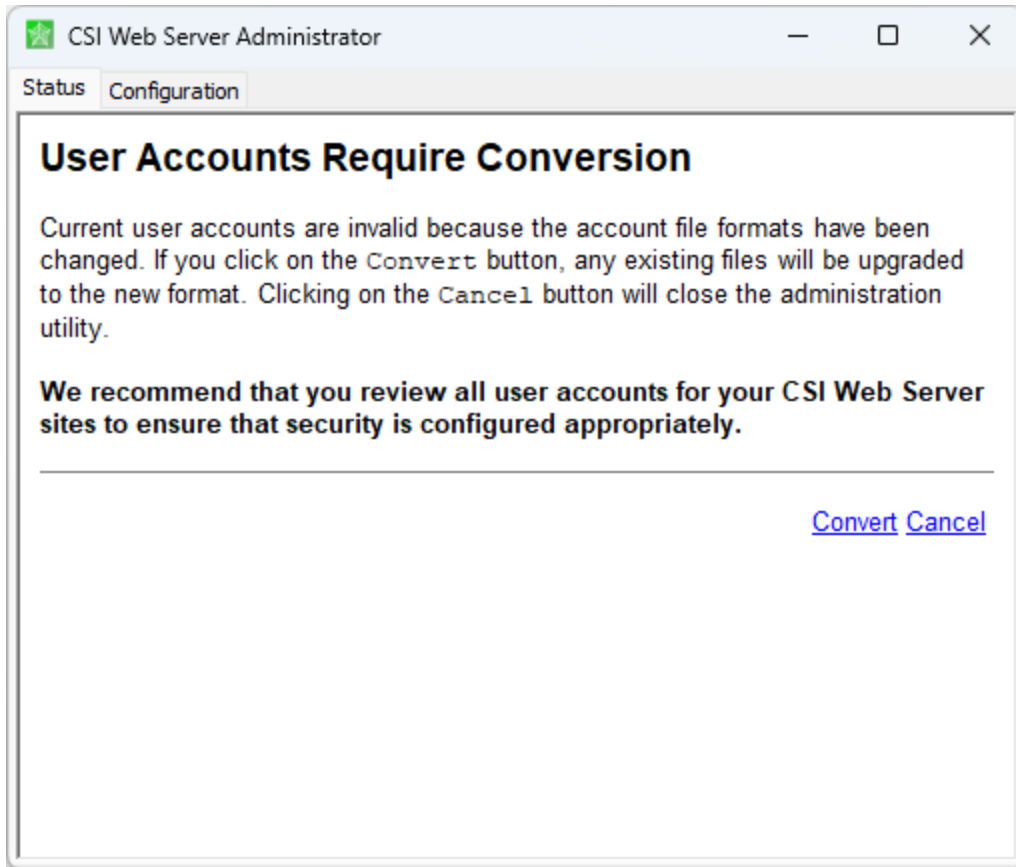 CSI Web Server Administrator
Status Configuration
User Accounts Require Conversion
Current user accounts are invalid because the account file formats have been
changed. If you click on the Convert button, any existing files will be upgraded
to the new format. Clicking on the Cancel button will close the administration
utility.
We recommend that you review all user accounts for your CSI Web Server
sites to ensure that security is configured appropriately.
Convert Cancel